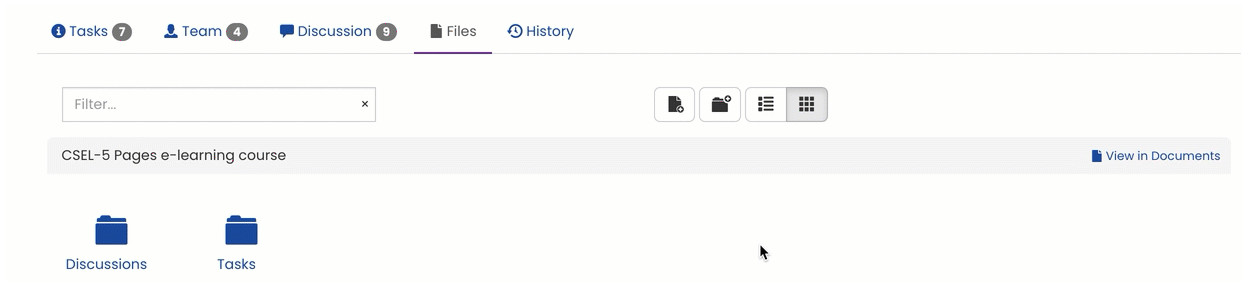 Tasks 7 Team 4 Discussion 9 Files History
Filter... ×
CSEL-5 Pages e-learning course View in Documents
Discussions Tasks